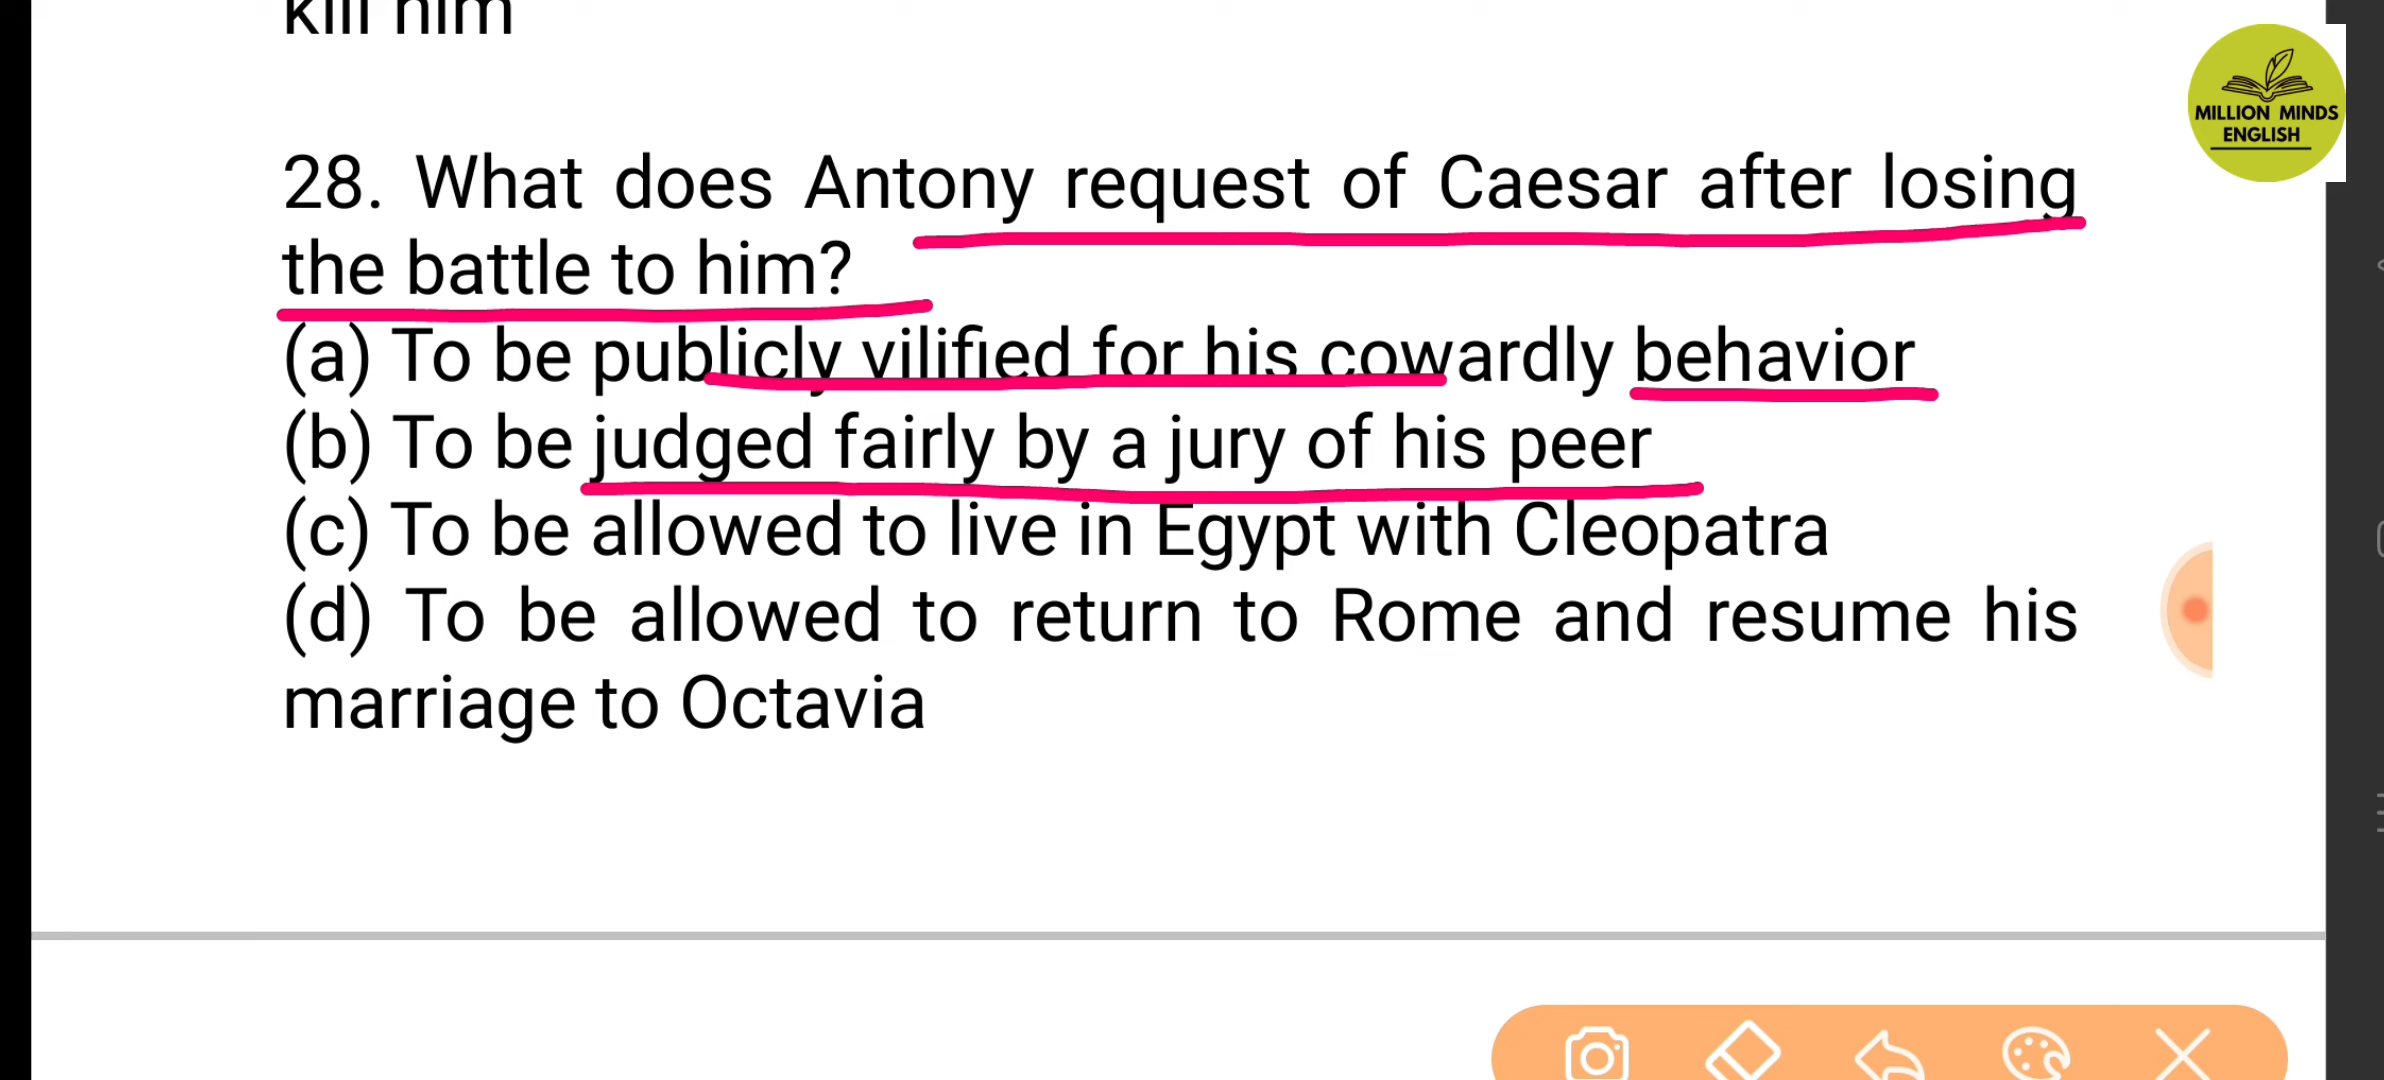 kill him
MILLION MINDS
ENGLISH
28. What does Antony request of Caesar after losing
the battle to him?
(a) To be publicly vilified for his cowardly behavior
(b) To be judged fairly by a jury of his peer
(c) To be allowed to live in Egypt with Cleopatra
(d) To be allowed to return to Rome and resume his
marriage to Octavia